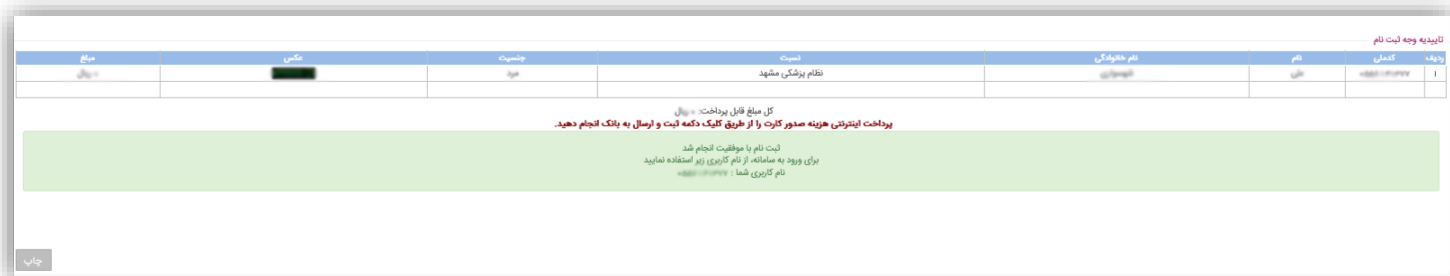 تاییدیه وجه ثبت نام
ردیف کدملی نام نام خانوادگی نسبت جنسیت عکس مبلغ
۱ علی نظام پزشکی مشهد مرد ۰ ریال
کل مبلغ قابل پرداخت: ۰ ریال
پرداخت اینترنتی هزینه صدور کارت را از طریق کلیک دکمه ثبت و ارسال به بانک انجام دهید.
ثبت نام با موفقیت انجام شد
برای ورود به سامانه، از نام کاربری زیر استفاده نمایید
نام کاربری شما :
چاپ